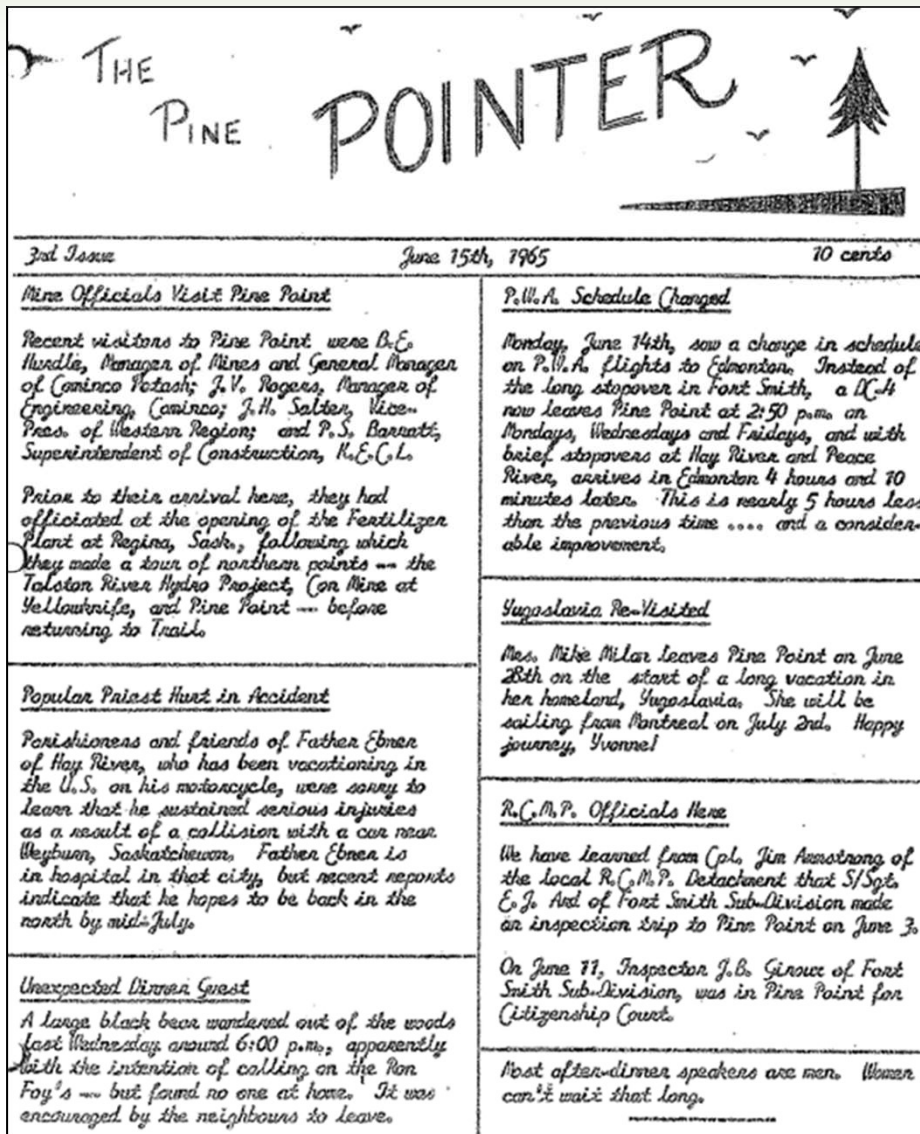 THE
PINE
POINTER
3rd Issue
June 15th, 1965
10 cents
Mine Officials Visit Pine Point
Recent visitors to Pine Point were B.E.
Hurdle, Manager of Mines and General Manager
of Cominco Potash; J.V. Rogers, Manager of
Engineering, Cominco; J.H. Salter, Vice-
Pres. of Western Region; and P.S. Barratt,
Superintendent of Construction, K.E.C.L.
Prior to their arrival here, they had
officiated at the opening of the Fertilizer
Plant at Regina, Sask., following which
they made a tour of northern points -- the
Talston River Hydro Project, Con Mine at
Yellowknife, and Pine Point -- before
returning to Trail.
Popular Priest Hurt in Accident
Parishioners and friends of Father Ebner
of Hay River, who has been vacationing in
the U.S. on his motorcycle, were sorry to
learn that he sustained serious injuries
as a result of a collision with a car near
Weyburn, Saskatchewan. Father Ebner is
in hospital in that city, but recent reports
indicate that he hopes to be back in the
north by mid-July.
Unexpected Dinner Guest
A large black bear wandered out of the woods
last Wednesday around 6:00 p.m., apparently
with the intention of calling on the Ron
Foy's -- but found no one at home. It was
encouraged by the neighbours to leave.
P.W.A. Schedule Changed
Monday, June 14th, saw a change in schedule
on P.W.A. flights to Edmonton. Instead of
the long stopover in Fort Smith, a DC-4
now leaves Pine Point at 2:50 p.m. on
Mondays, Wednesdays and Fridays, and with
brief stopovers at Hay River and Peace
River, arrives in Edmonton 4 hours and 10
minutes later. This is nearly 5 hours less
than the previous time .... and a consider-
able improvement.
Yugoslavia Re-Visited
Mrs. Mike Milan leaves Pine Point on June
28th on the start of a long vacation in
her homeland, Yugoslavia. She will be
sailing from Montreal on July 2nd. Happy
journey, Yvonne!
R.C.M.P. Officials Here
We have learned from Cpl. Jim Armstrong of
the local R.C.M.P. Detachment that S/Sgt.
E.J. And of Fort Smith Sub-Division made
an inspection trip to Pine Point on June 3.
On June 11, Inspector J.B. Giroux of Fort
Smith Sub-Division, was in Pine Point for
Citizenship Court.
Most after-dinner speakers are men. Women
can't wait that long.